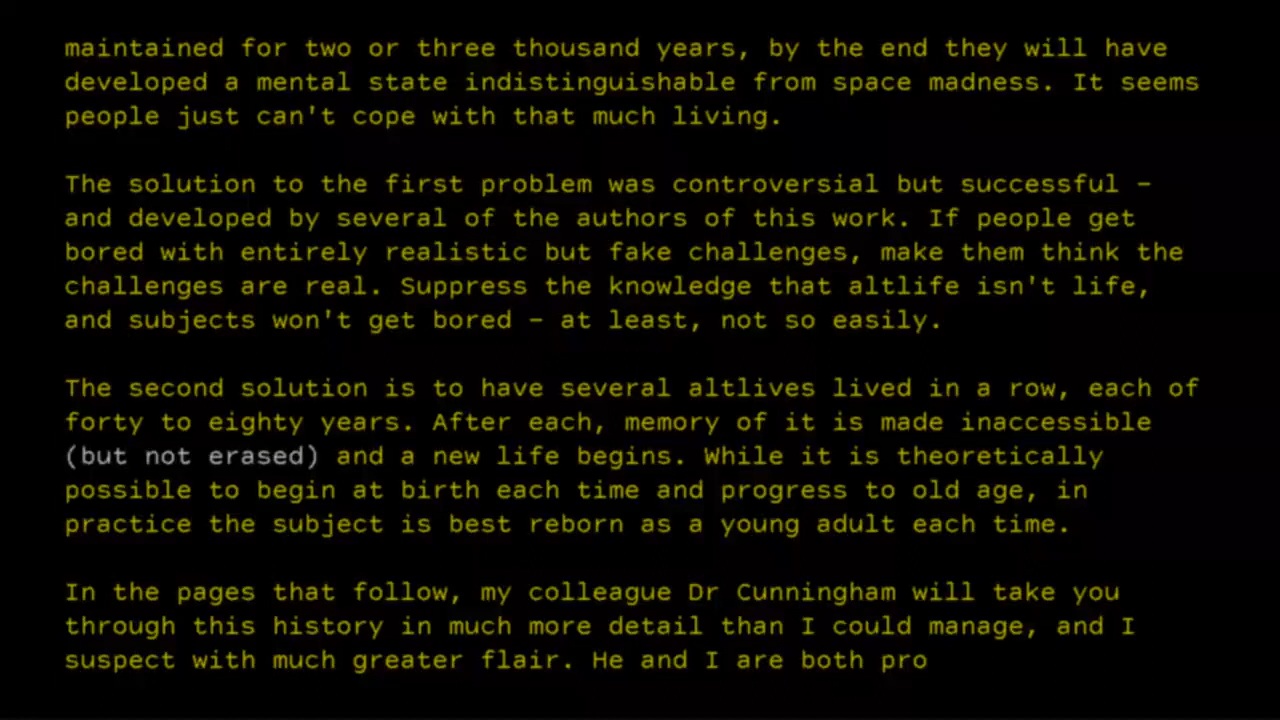 maintained for two or three thousand years, by the end they will have
developed a mental state indistinguishable from space madness. It seems
people just can't cope with that much living.
The solution to the first problem was controversial but successful –
and developed by several of the authors of this work. If people get
bored with entirely realistic but fake challenges, make them think the
challenges are real. Suppress the knowledge that altlife isn't life,
and subjects won't get bored – at least, not so easily.
The second solution is to have several altlives lived in a row, each of
forty to eighty years. After each, memory of it is made inaccessible
(but not erased) and a new life begins. While it is theoretically
possible to begin at birth each time and progress to old age, in
practice the subject is best reborn as a young adult each time.
In the pages that follow, my colleague Dr Cunningham will take you
through this history in much more detail than I could manage, and I
suspect with much greater flair. He and I are both pro